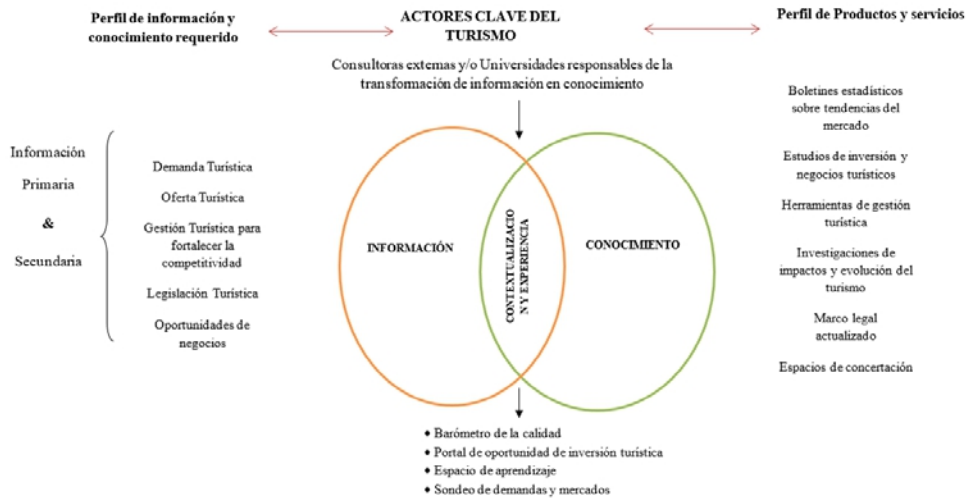 Perfil de información y
conocimiento requerido
ACTORES CLAVE DEL
TURISMO
Perfil de Productos y servicios
Consultoras externas y/o Universidades responsables de la
transformación de información en conocimiento
Información
Primaria
&
Secundaria
Demanda Turística
Oferta Turística
Gestión Turística para
fortalecer la
competitividad
Legislación Turística
Oportunidades de
negocios
INFORMACIÓN
CONTEXTUALIZACIO
N Y EXPERIENCIA
CONOCIMIENTO
Boletines estadísticos
sobre tendencias del
mercado
Estudios de inversión y
negocios turísticos
Herramientas de gestión
turística
Investigaciones de
impactos y evolución del
turismo
Marco legal
actualizado
Espacios de concertación
♦ Barómetro de la calidad
♦ Portal de oportunidad de inversión turística
♦ Espacio de aprendizaje
♦ Sondeo de demandas y mercados